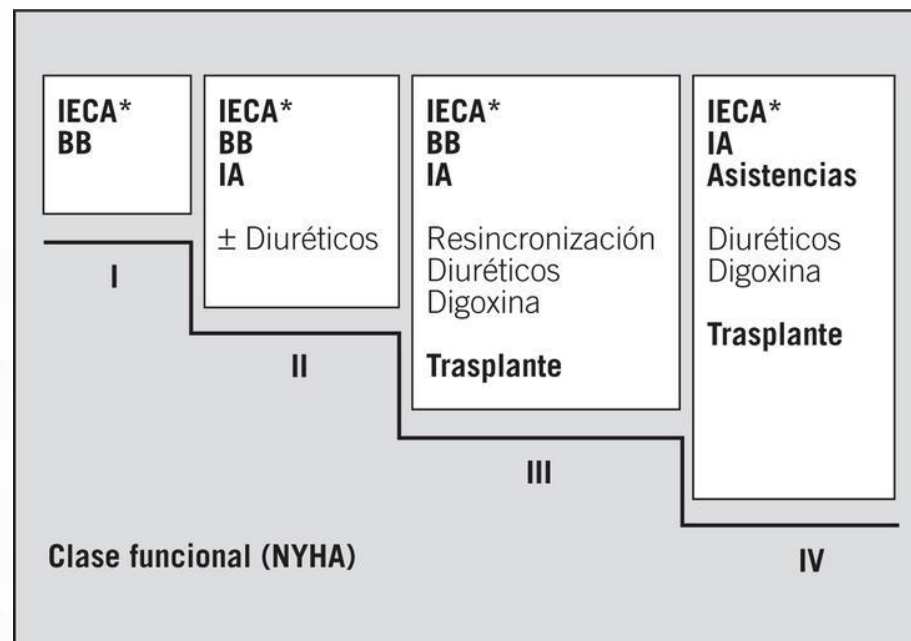 IECA*
BB
I
IECA*
BB
IA
± Diuréticos
II
IECA*
BB
IA
Resincronización
Diuréticos
Digoxina
Trasplante
III
IECA*
IA
Asistencias
Diuréticos
Digoxina
Trasplante
IV
Clase funcional (NYHA)